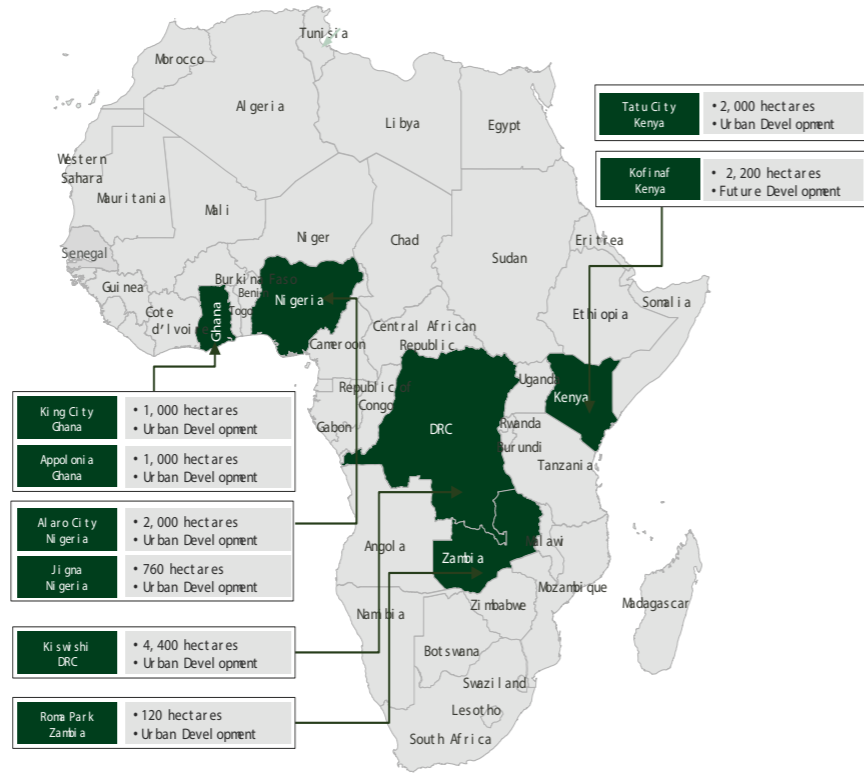 Tunisia
Morocco
Algeria
Libya
Egypt
Western
Sahara
Mauritania
Mali
Niger
Chad
Sudan
Eritrea
Senegal
Guinea
Burkina Faso
Beni
Togo
Cote
d'Ivoire
Ghana
Nigeria
Cameroon
Central African
Republic
Ethiopia
Somalia
Uganda
Kenya
Republic of
Congo
Gabon
DRC
Rwanda
Burundi
Tanzania
Angola
Zambia
Malawi
Mozambique
Zimbabwe
Madagascar
Nambia
Botswana
Swaziland
Lesotho
South Africa
Tatu City
Kenya
• 2,000 hectares
• Urban Development
Kofinaf
Kenya
• 2,200 hectares
• Future Development
King City
Ghana
• 1,000 hectares
• Urban Development
Appolonia
Ghana
• 1,000 hectares
• Urban Development
Alaro City
Nigeria
• 2,000 hectares
• Urban Development
Jigna
Nigeria
• 760 hectares
• Urban Development
Kiswishi
DRC
• 4,400 hectares
• Urban Development
Roma Park
Zambia
• 120 hectares
• Urban Development